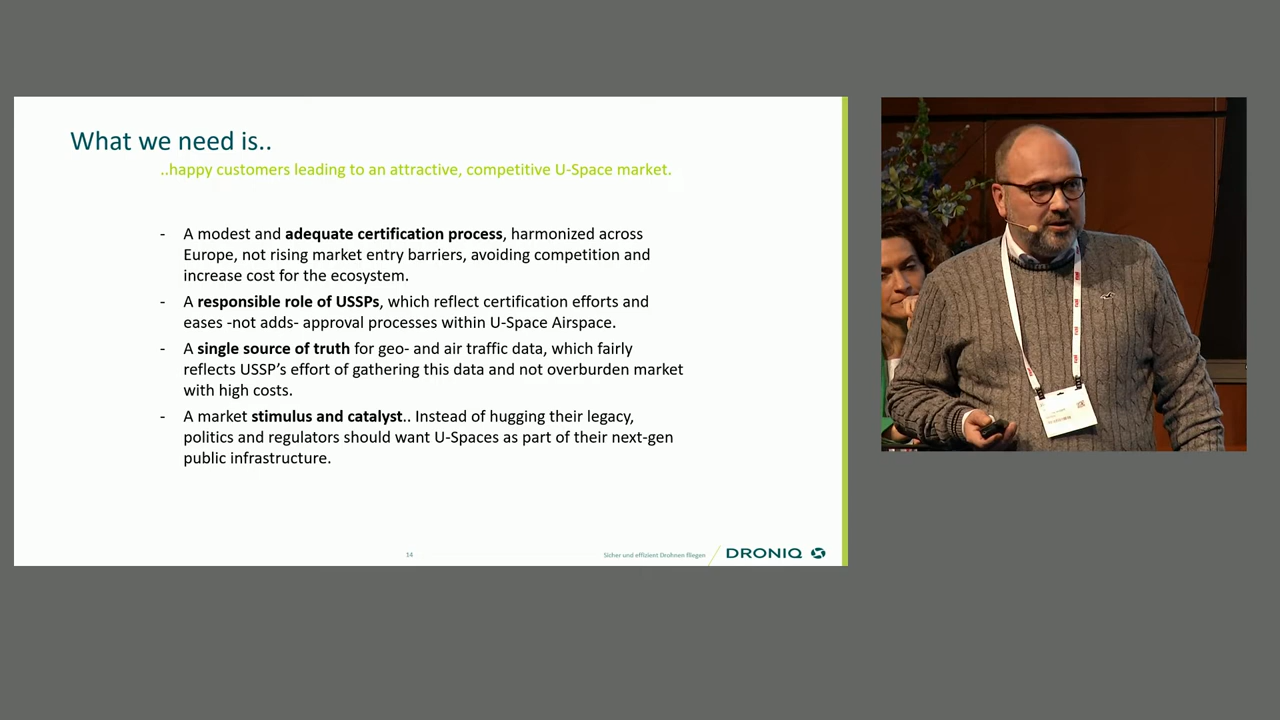 What we need is..
..happy customers leading to an attractive, competitive U-Space market.
- A modest and adequate certification process, harmonized across
Europe, not rising market entry barriers, avoiding competition and
increase cost for the ecosystem.
- A responsible role of USSPs, which reflect certification efforts and
eases -not adds- approval processes within U-Space Airspace.
- A single source of truth for geo- and air traffic data, which fairly
reflects USSP’s effort of gathering this data and not overburden market
with high costs.
- A market stimulus and catalyst.. Instead of hugging their legacy,
politics and regulators should want U-Spaces as part of their next-gen
public infrastructure.
14
Sicher und effizient Drohnen fliegen
DRONIQ